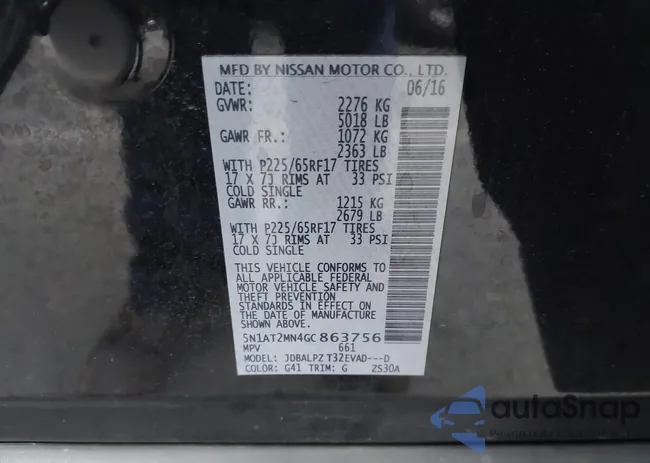 MFD BY NISSAN MOTOR CO., LTD.
DATE: 06/16
GVWR: 2276 KG
5018 LB
GAWR FR.: 1072 KG
2363 LB
WITH P225/65RF17 TIRES
17 X 7J RIMS AT 33 PSI
COLD SINGLE
GAWR RR.: 1215 KG
2679 LB
WITH P225/65RF17 TIRES
17 X 7J RIMS AT 33 PSI
COLD SINGLE
THIS VEHICLE CONFORMS TO
ALL APPLICABLE FEDERAL
MOTOR VEHICLE SAFETY AND
THEFT PREVENTION
STANDARDS IN EFFECT ON
THE DATE OF MANUFACTURE
SHOWN ABOVE.
5N1AT2MN4GC863756
MPV 661
MODEL: JDBALPZ T32EVAD---D
COLOR: G41 TRIM: G ZS30A
autoSnap